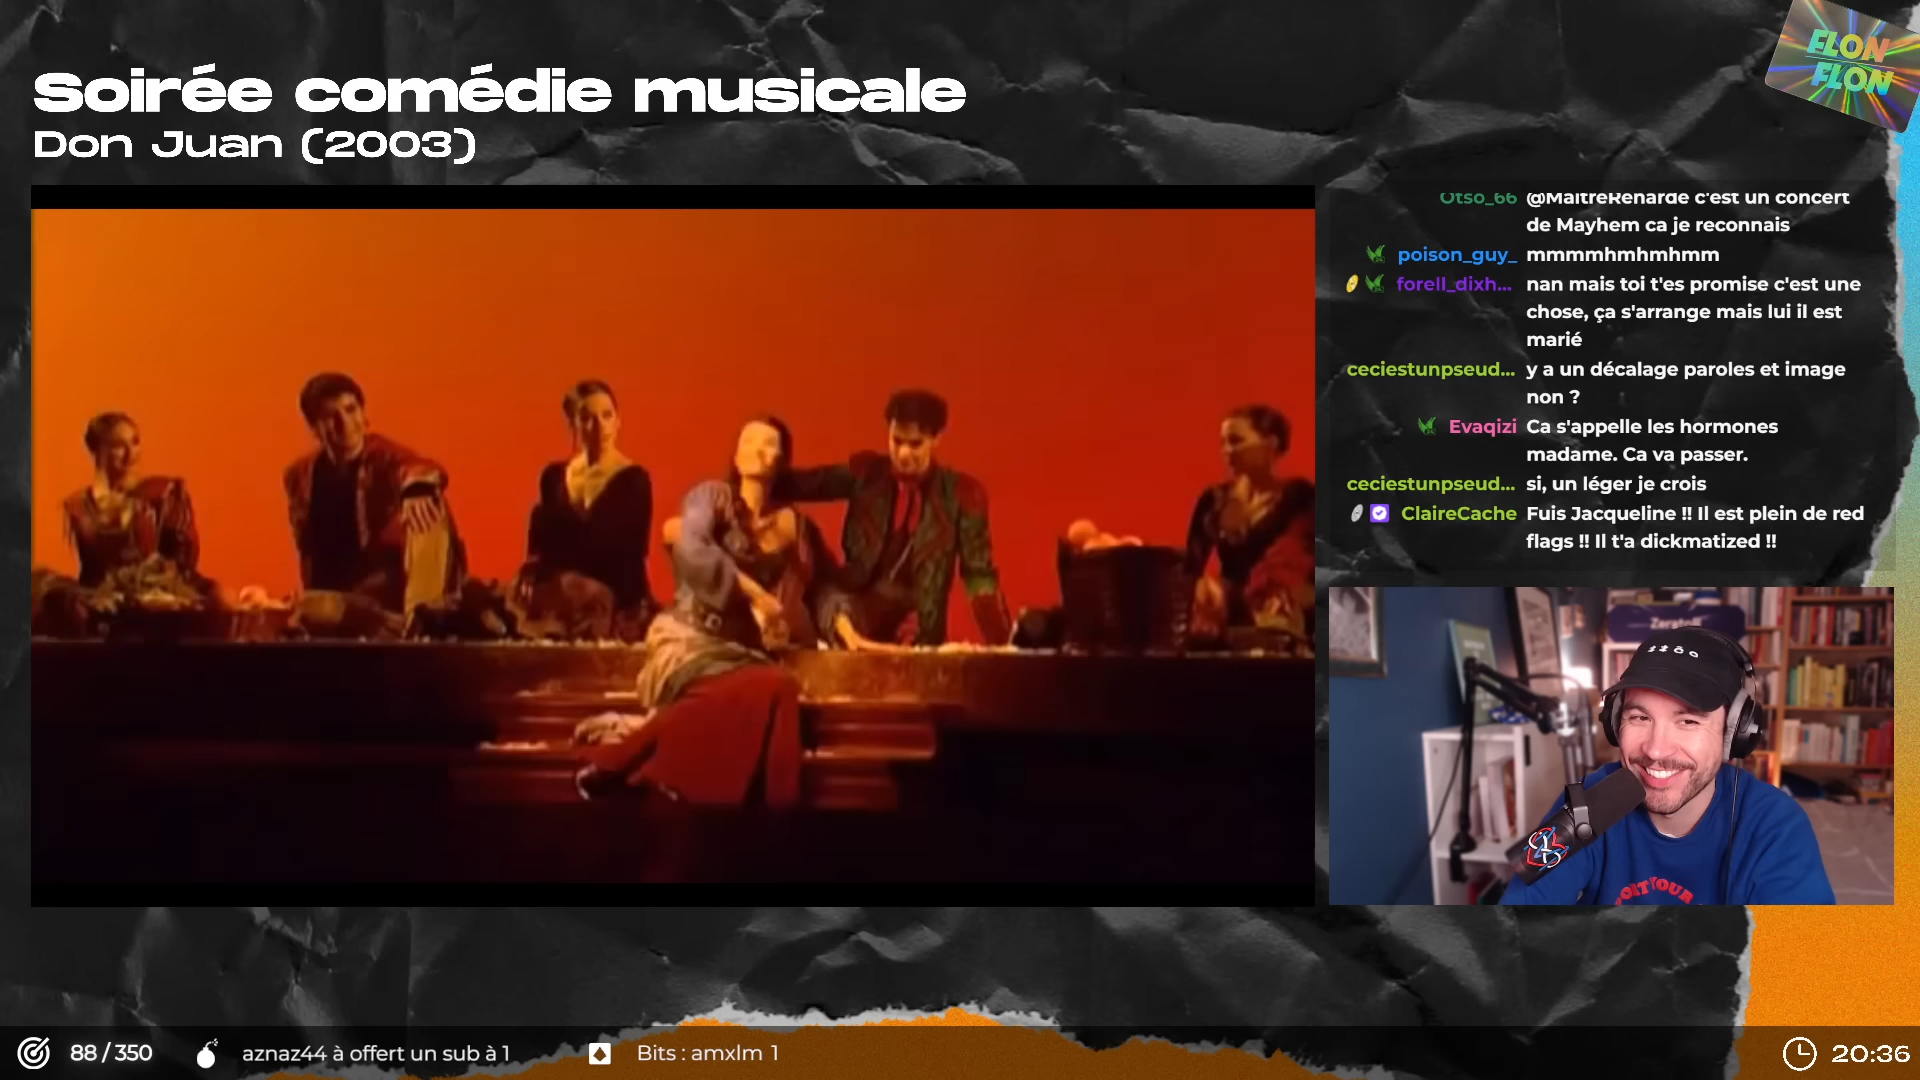 Soirée comédie musicale
Don Juan (2003)
FLON
FLON
Otso_66 @MaitreRenarde c'est un concert
de Mayhem ca je reconnais
poison_guy_ mmmmhmhmhmm
forell_dixh... nan mais toi t'es promise c'est une
chose, ça s'arrange mais lui il est
marié
ceciestunpseud... y a un décalage paroles et image
non ?
Evaqizi Ca s'appelle les hormones
madame. Ca va passer.
ceciestunpseud... si, un léger je crois
ClaireCache Fuis Jacqueline !! Il est plein de red
flags !! Il t'a dickmatized !!
88 / 350
aznaz44 à offert un sub à 1
Bits : amxlm 1
20:36